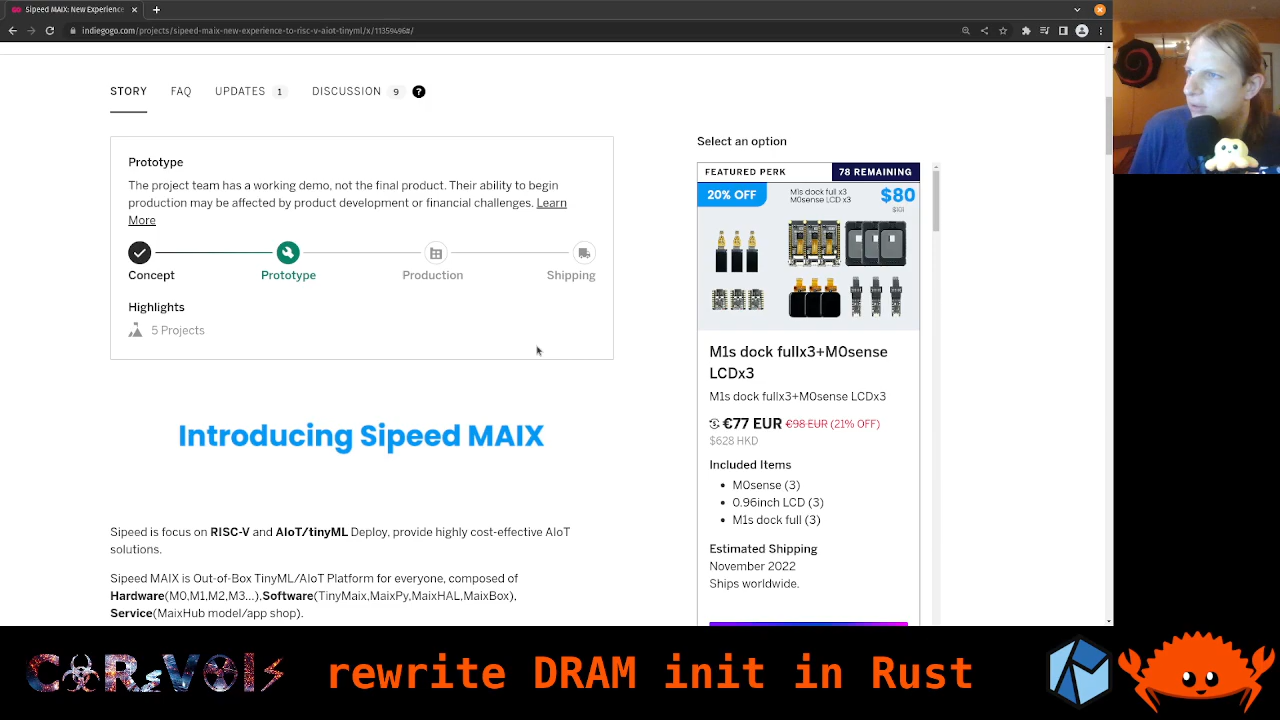 Sipeed MAIX: New Experience
indiegogo.com/projects/sipeed-maix-new-experience-to-risc-v-aiot-tinyml/x/11359496#/
STORY
FAQ
UPDATES 1
DISCUSSION 9 ?
Prototype
The project team has a working demo, not the final product. Their ability to begin
production may be affected by product development or financial challenges. Learn
More
Concept
Prototype
Production
Shipping
Highlights
5 Projects
Introducing Sipeed MAIX
Sipeed is focus on RISC-V and AIoT/tinyML Deploy, provide highly cost-effective AIoT
solutions.
Sipeed MAIX is Out-of-Box TinyML/AIoT Platform for everyone, composed of
Hardware(M0,M1,M2,M3...),Software(TinyMaix,MaixPy,MaixHAL,MaixBox),
Service(MaixHub model/app shop).
Select an option
FEATURED PERK
78 REMAINING
20% OFF
M1s dock full x3
M0sense LCD x3
$80
M1s dock fullx3+M0sense
LCDx3
M1s dock fullx3+M0sense LCDx3
€77 EUR €98 EUR (21% OFF)
$628 HKD
Included Items
• M0sense (3)
• 0.96inch LCD (3)
• M1s dock full (3)
Estimated Shipping
November 2022
Ships worldwide.
rewrite DRAM init in Rust